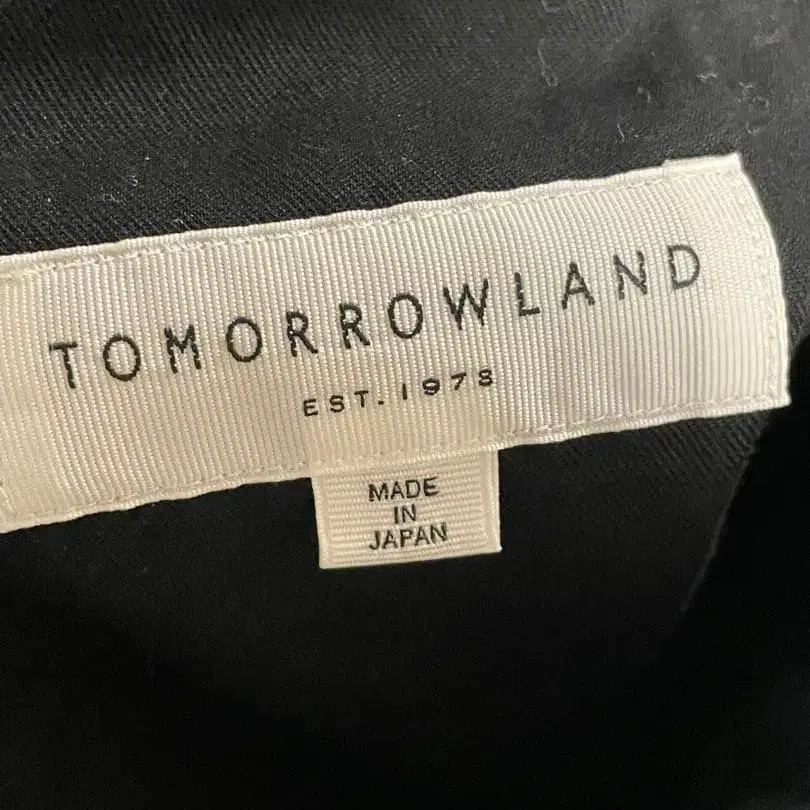 TOMORROWLAND
EST. 1978
MADE
IN
JAPAN